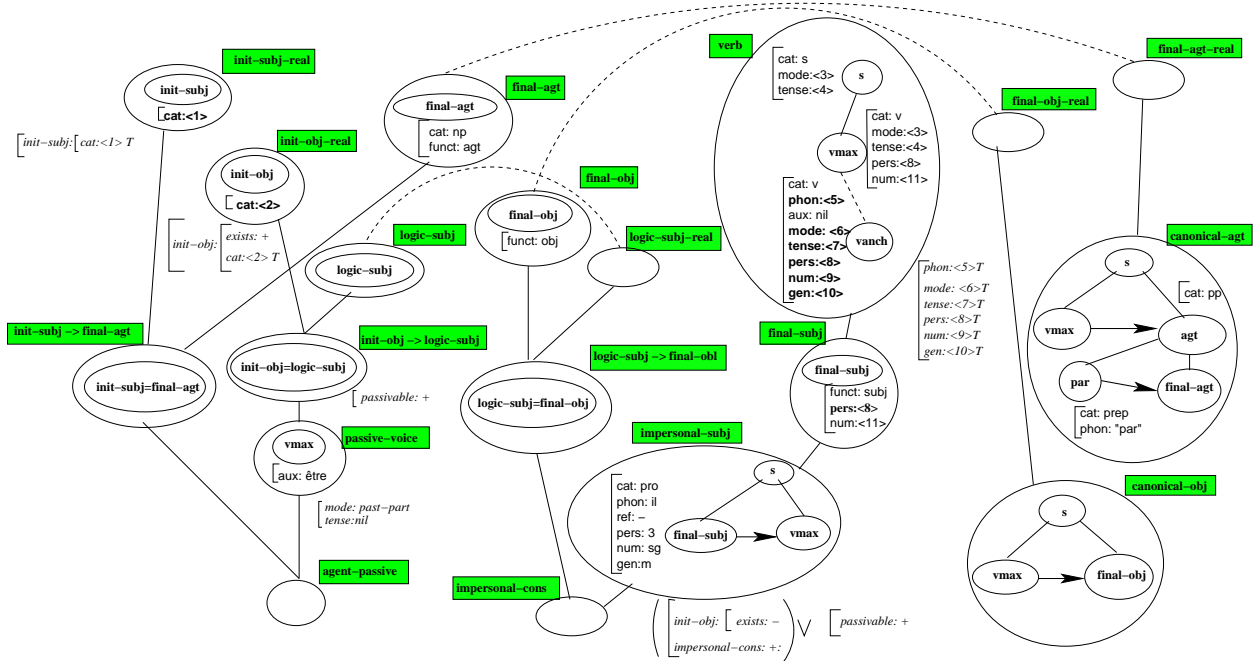 init-subj-real
init-subj
cat:<1>
init-subj: cat:<1> T
init-obj-real
init-obj
cat:<2>
init-obj: exists: +
cat:<2> T
final-agt
final-agt
cat: np
funct: agt
logic-subj
logic-subj
final-obj
final-obj
funct: obj
logic-subj-real
verb
cat: s
mode:<3>
tense:<4>
s
cat: v
mode:<3>
tense:<4>
pers:<8>
num:<11>
vmax
cat: v
phon:<5>
aux: nil
mode: <6>
tense:<7>
pers:<8>
num:<9>
gen:<10>
vanch
phon:<5>T
mode: <6>T
tense:<7>T
pers:<8>T
num:<9>T
gen:<10>T
final-obj-real
final-agt-real
canonical-agt
s
cat: pp
vmax
agt
par
final-agt
cat: prep
phon: "par"
init-subj -> final-agt
init-subj=final-agt
init-obj -> logic-subj
init-obj=logic-subj
passivable: +
passive-voice
vmax
aux: être
mode: past-part
tense:nil
agent-passive
logic-subj -> final-obl
logic-subj=final-obj
final-subj
final-subj
funct: subj
pers:<8>
num:<11>
impersonal-subj
cat: pro
phon: il
ref: -
pers: 3
num: sg
gen:m
s
final-subj
vmax
impersonal-cons
( init-obj: exists: -
impersonal-cons: +: ) ∨ passivable: +
canonical-obj
s
vmax
final-obj